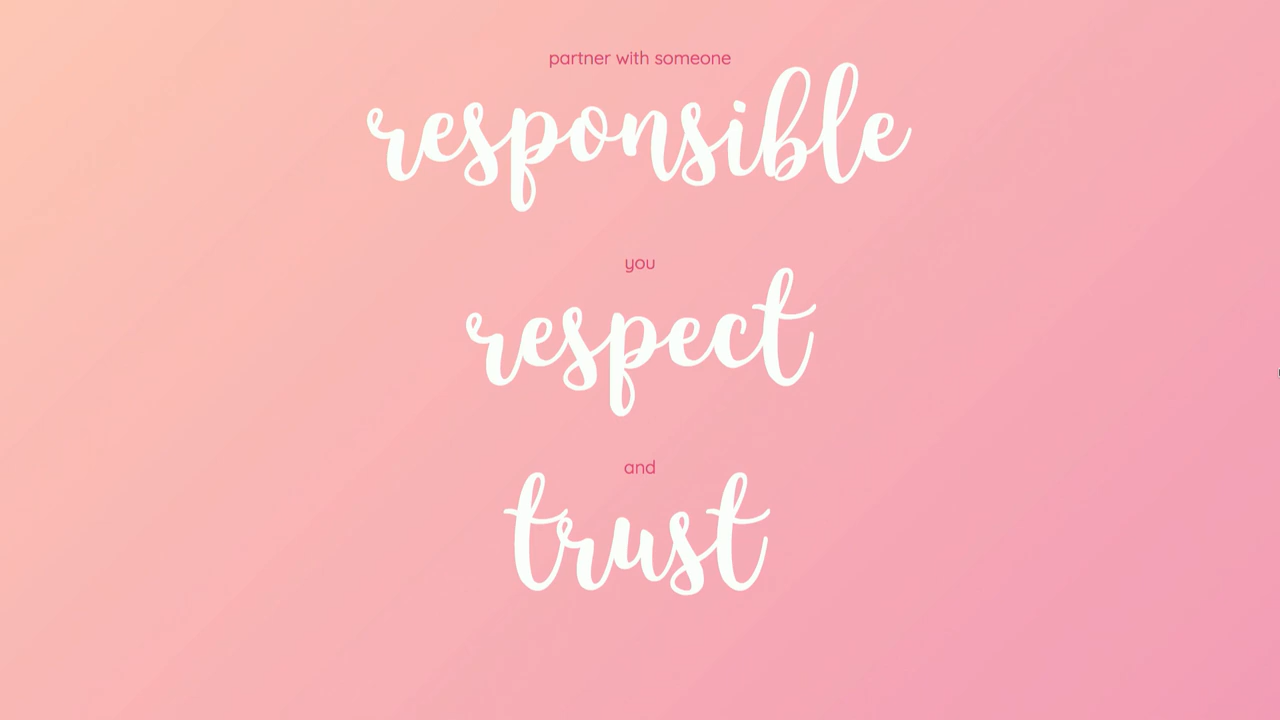 partner with someone
responsible
you
respect
and
trust